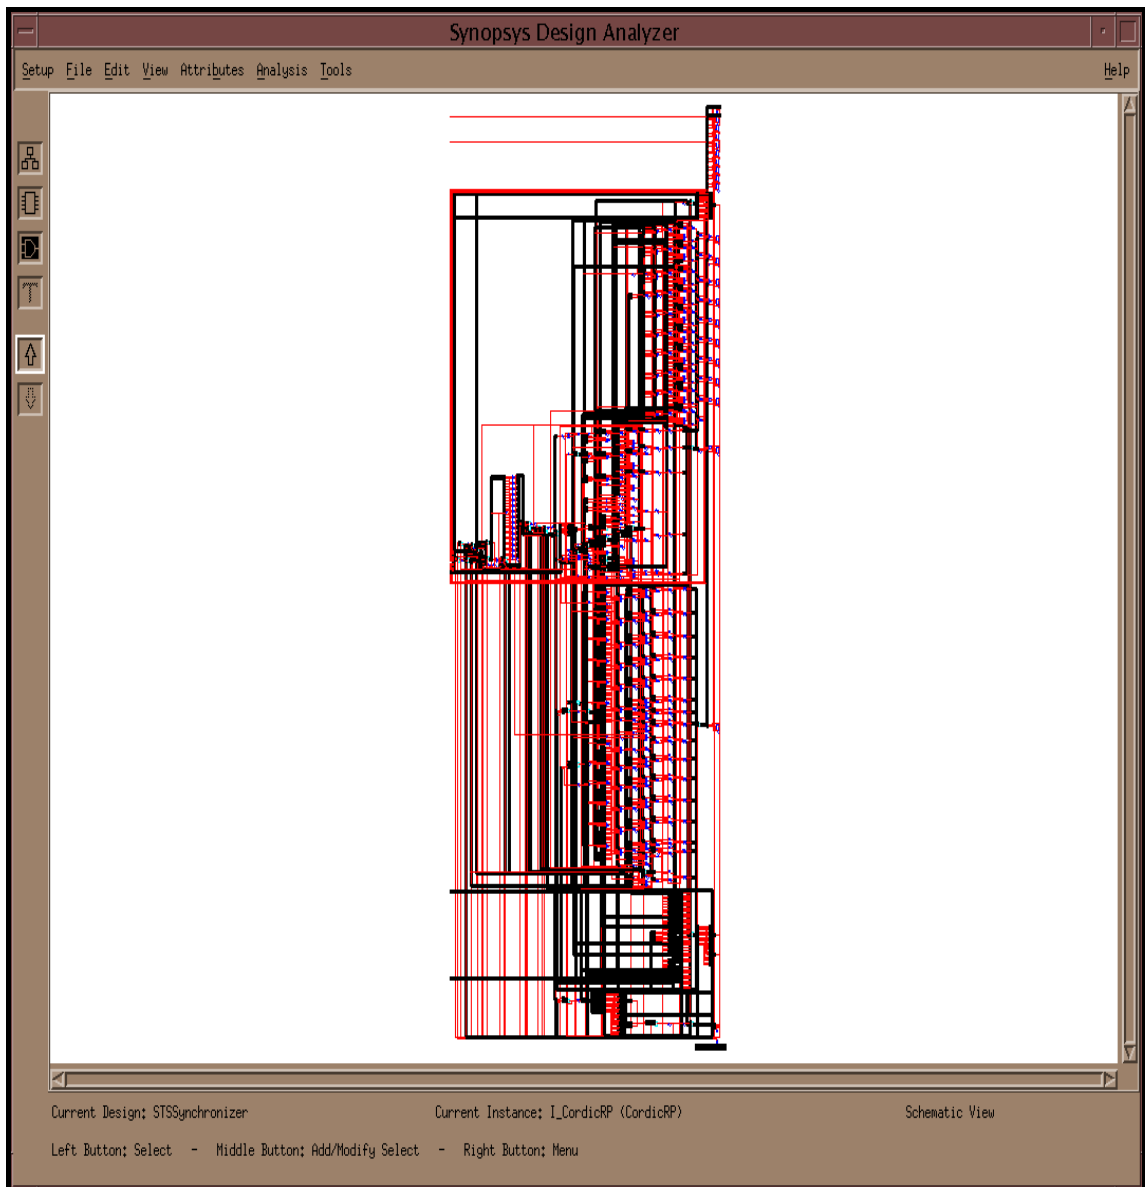 Synopsys Design Analyzer
Setup File Edit View Attributes Analysis Tools Help
Current Design: STSSynchronizer Current Instance: I_CordicRP (CordicRP) Schematic View
Left Button: Select - Middle Button: Add/Modify Select - Right Button: Menu